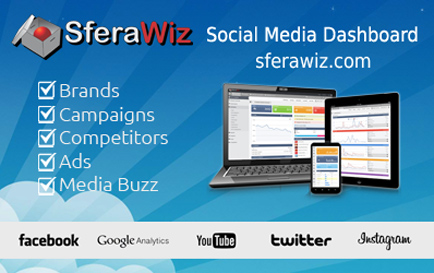 SferaWiz
Social Media Dashboard
sferawiz.com
Brands
Campaigns
Competitors
Ads
Media Buzz
facebook
Google Analytics
YouTube
twitter
Instagram